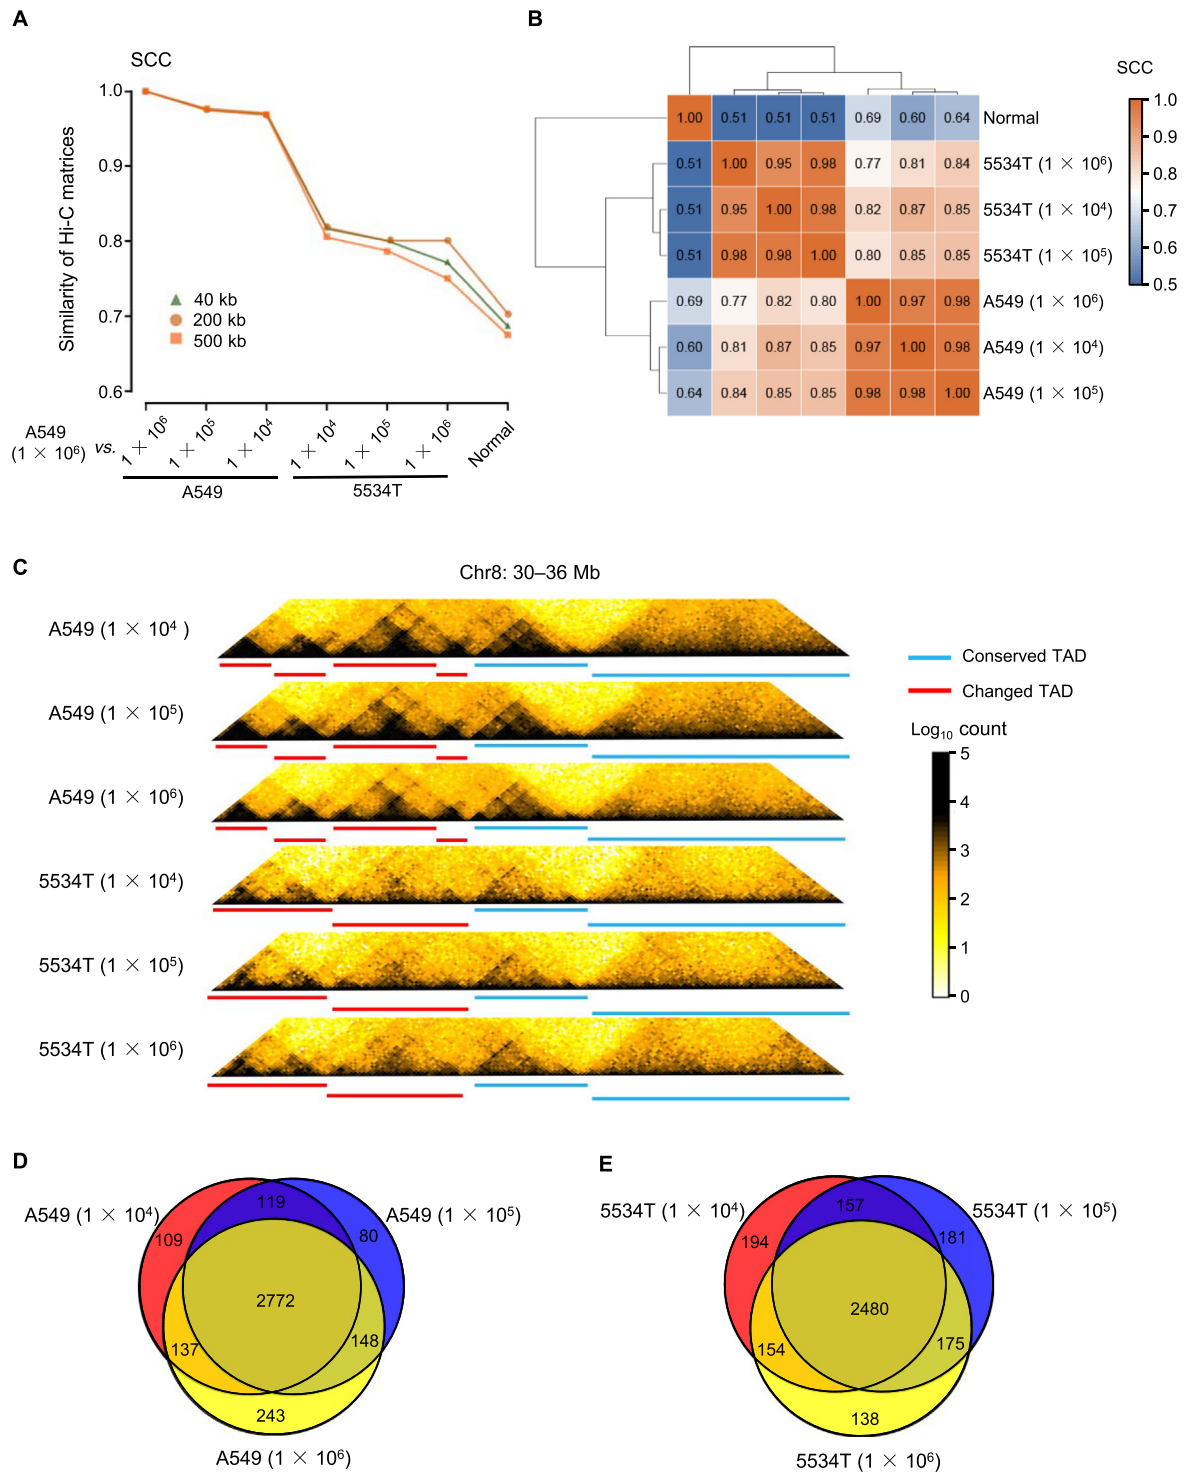 A
SCC
Similarity of Hi-C matrices
1.0
0.9
0.8
0.7
0.6
40 kb
200 kb
500 kb
A549
(1 × 10⁶)
vs.
1 × 10⁶
1 × 10⁵
1 × 10⁴
1 × 10⁴
1 × 10⁵
1 × 10⁶
Normal
A549
5534T
B
1.00 0.51 0.51 0.51 0.69 0.60 0.64 Normal
0.51 1.00 0.95 0.98 0.77 0.81 0.84 5534T (1 × 10⁶)
0.51 0.95 1.00 0.98 0.82 0.87 0.85 5534T (1 × 10⁴)
0.51 0.98 0.98 1.00 0.80 0.85 0.85 5534T (1 × 10⁵)
0.69 0.77 0.82 0.80 1.00 0.97 0.98 A549 (1 × 10⁶)
0.60 0.81 0.87 0.85 0.97 1.00 0.98 A549 (1 × 10⁴)
0.64 0.84 0.85 0.85 0.98 0.98 1.00 A549 (1 × 10⁵)
SCC
1.0
0.9
0.8
0.7
0.6
0.5
C
Chr8: 30–36 Mb
A549 (1 × 10⁴ )
A549 (1 × 10⁵)
A549 (1 × 10⁶)
5534T (1 × 10⁴)
5534T (1 × 10⁵)
5534T (1 × 10⁶)
Conserved TAD
Changed TAD
Log₁₀ count
5
4
3
2
1
0
D
A549 (1 × 10⁴)
A549 (1 × 10⁵)
119
109
80
2772
137
148
243
A549 (1 × 10⁶)
E
5534T (1 × 10⁴)
5534T (1 × 10⁵)
157
194
181
2480
154
175
138
5534T (1 × 10⁶)